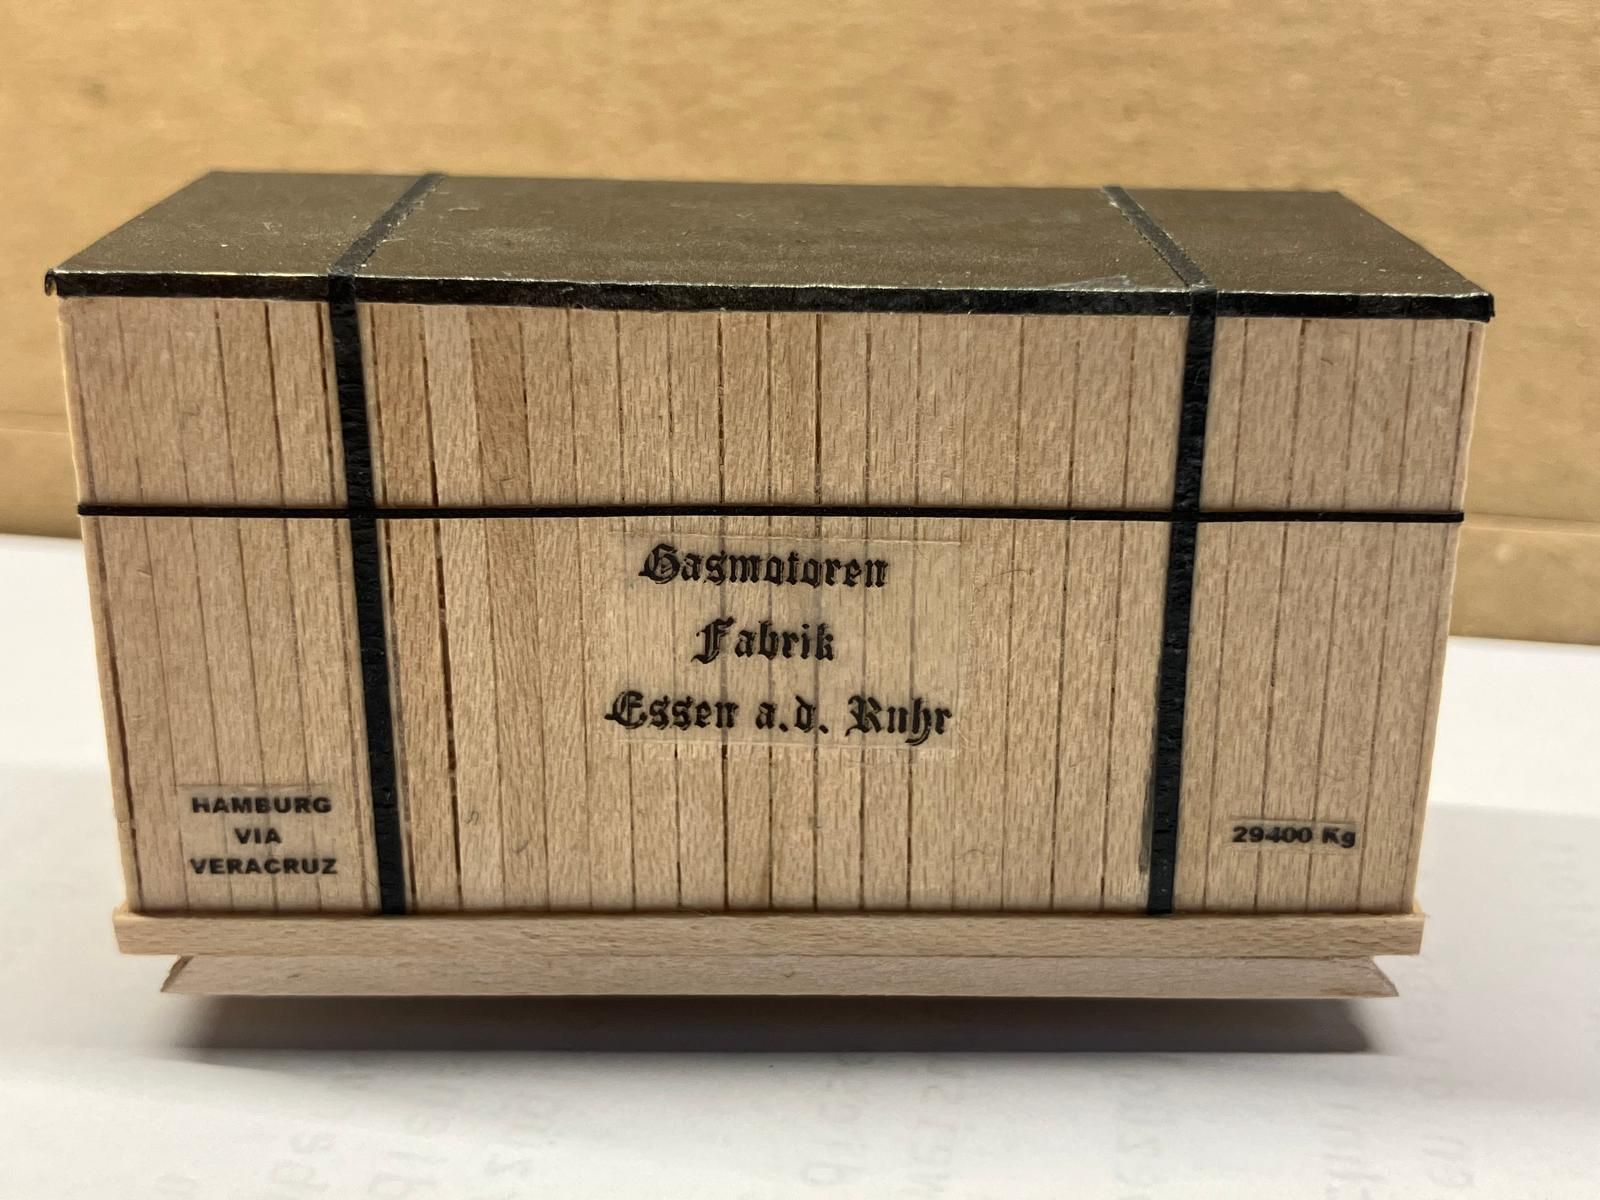 Gasmotoren
Fabrik
Essen a.d. Ruhr
HAMBURG
VIA
VERACRUZ
29400 Kg